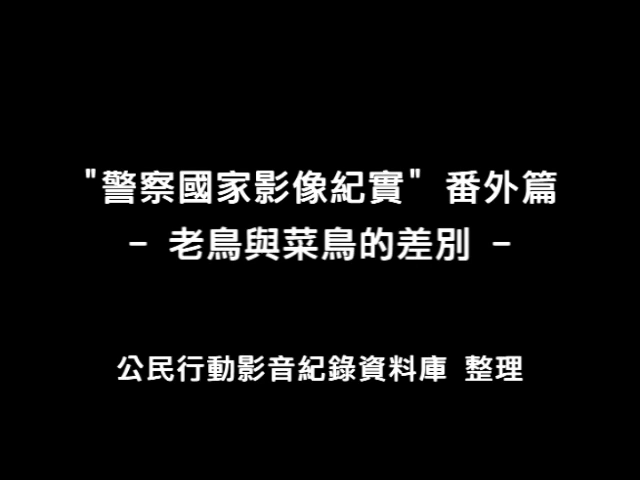 "警察國家影像紀實" 番外篇
- 老鳥與菜鳥的差別 -
公民行動影音紀錄資料庫 整理